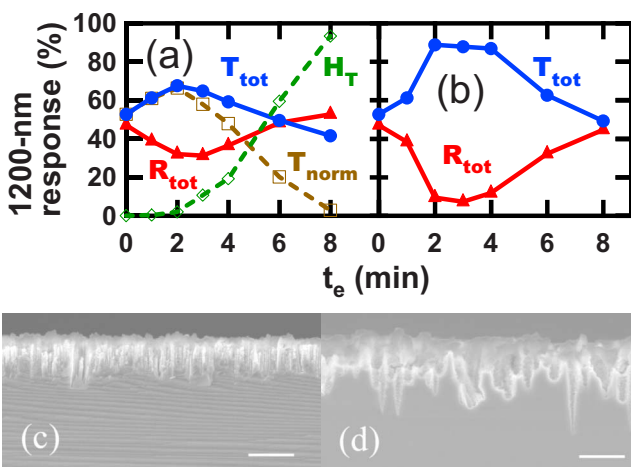 1200-nm
response (%)
100
80
60
40
20
0
(a)
T_tot
H_T
R_tot
T_norm
(b)
T_tot
R_tot
0 2 4 6 8
0 2 4 6 8
t_e (min)
(c)
(d)